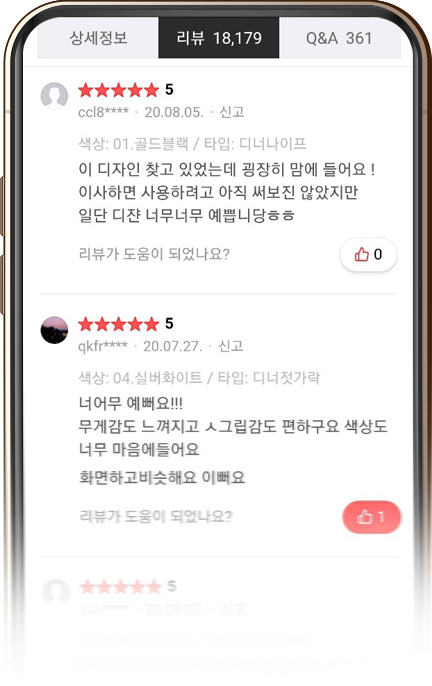 상세정보
리뷰 18,179
Q&A 361
★★★★★ 5
ccl8**** · 20.08.05. · 신고
색상: 01.골드블랙 / 타입: 디너나이프
이 디자인 찾고 있었는데 굉장히 맘에 들어요 !
이사하면 사용하려고 아직 써보진 않았지만
일단 디쟌 너무너무 예쁩니당ㅎㅎ
리뷰가 도움이 되었나요?
0
★★★★★ 5
qkfr**** · 20.07.27. · 신고
색상: 04.실버화이트 / 타입: 디너젓가락
너어무 예뻐요!!!
무게감도 느껴지고 ㅅ그립감도 편하구요 색상도
너무 마음에들어요
화면하고비슷해요 이뻐요
리뷰가 도움이 되었나요?
1
★★★★★ 5
신고